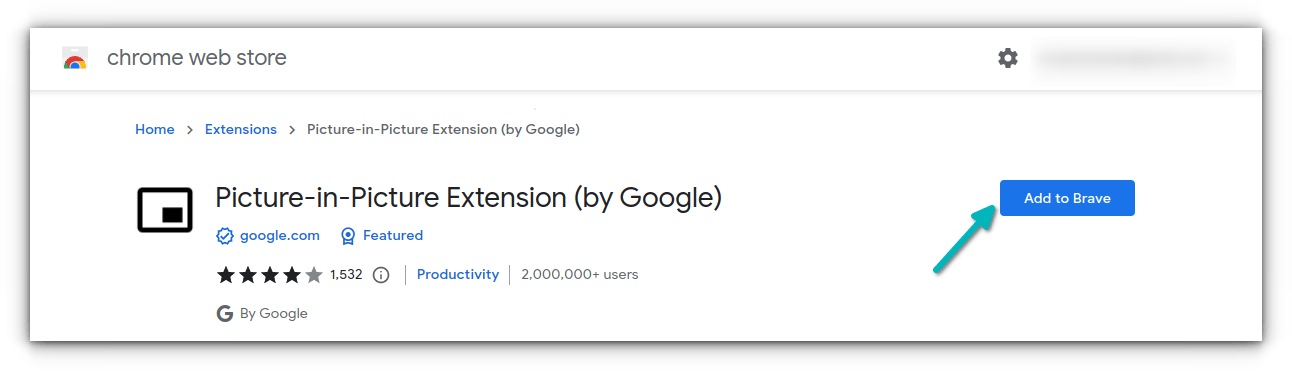 chrome web store
Home > Extensions > Picture-in-Picture Extension (by Google)
Picture-in-Picture Extension (by Google)
Add to Brave
google.com Featured
1,532 Productivity 2,000,000+ users
By Google